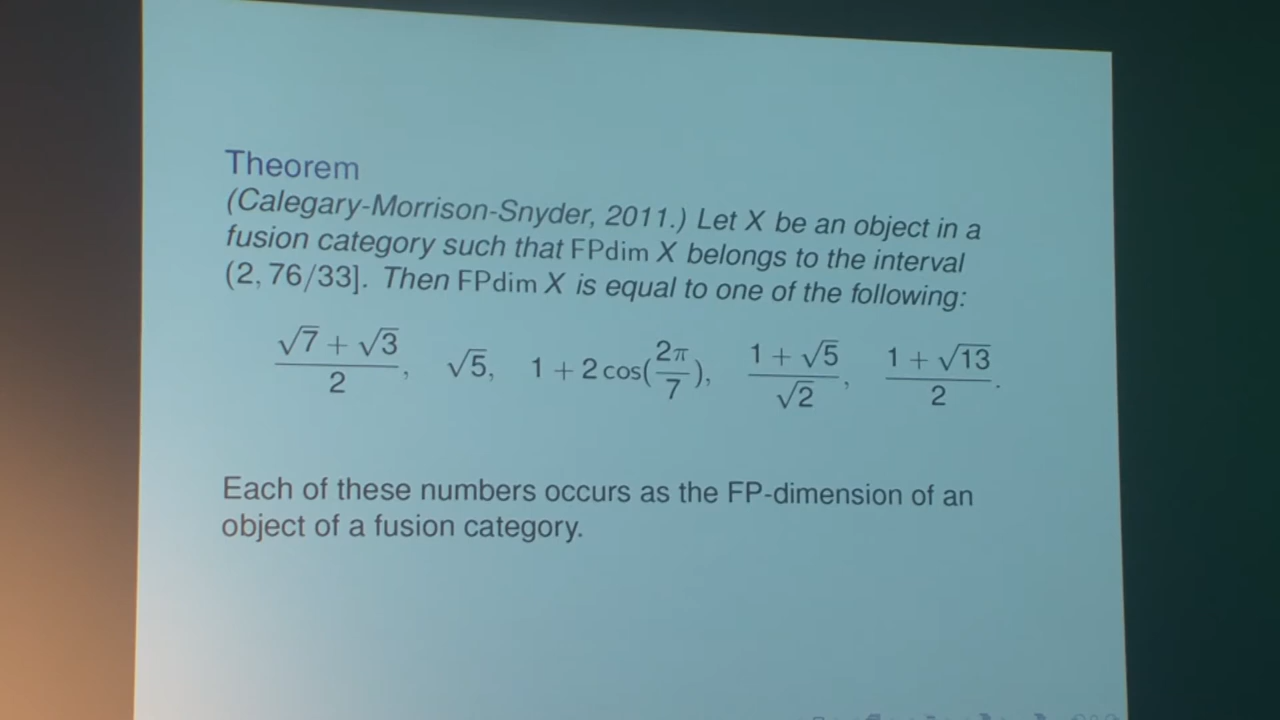 Theorem
(Calegary-Morrison-Snyder, 2011.) Let X be an object in a
fusion category such that FPdim X belongs to the interval
(2, 76/33]. Then FPdim X is equal to one of the following:
(√7 + √3)/2, √5, 1 + 2 cos(2π/7), (1 + √5)/√2, (1 + √13)/2.
Each of these numbers occurs as the FP-dimension of an
object of a fusion category.